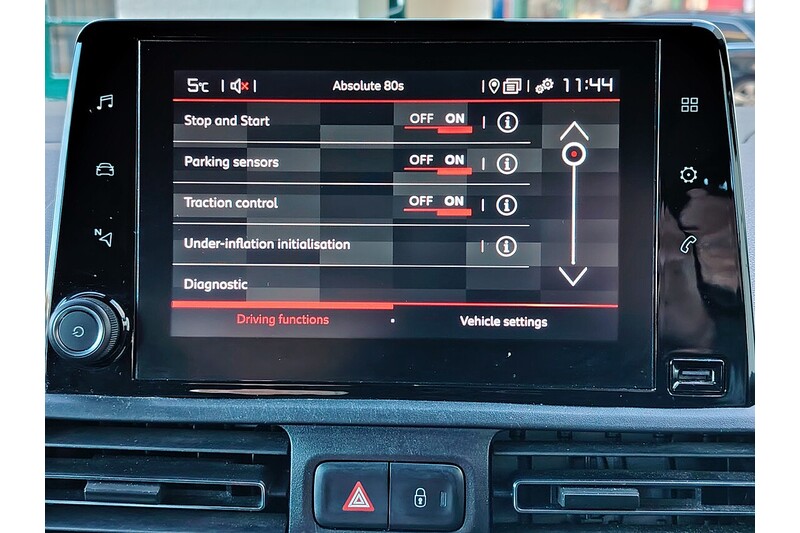 5°C Absolute 80s 11:44
Stop and Start OFF ON i
Parking sensors OFF ON i
Traction control OFF ON i
Under-inflation initialisation i
Diagnostic
Driving functions Vehicle settings
N